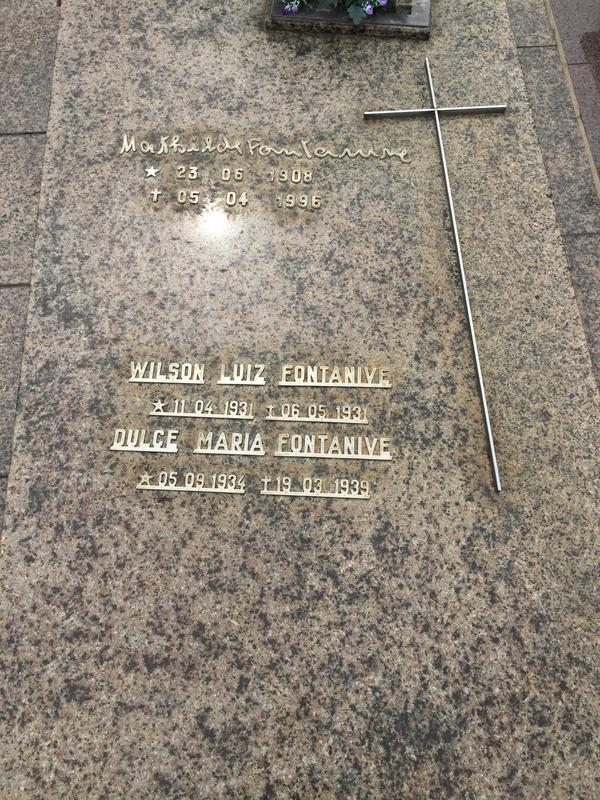 Mathilde Fontanive
★ 23 06 1908
✝ 05 04 1996
WILSON LUIZ FONTANIVE
★ 11 04 1931 ✝ 06 05 1931
DULCE MARIA FONTANIVE
★ 05 09 1934 ✝ 19 03 1939